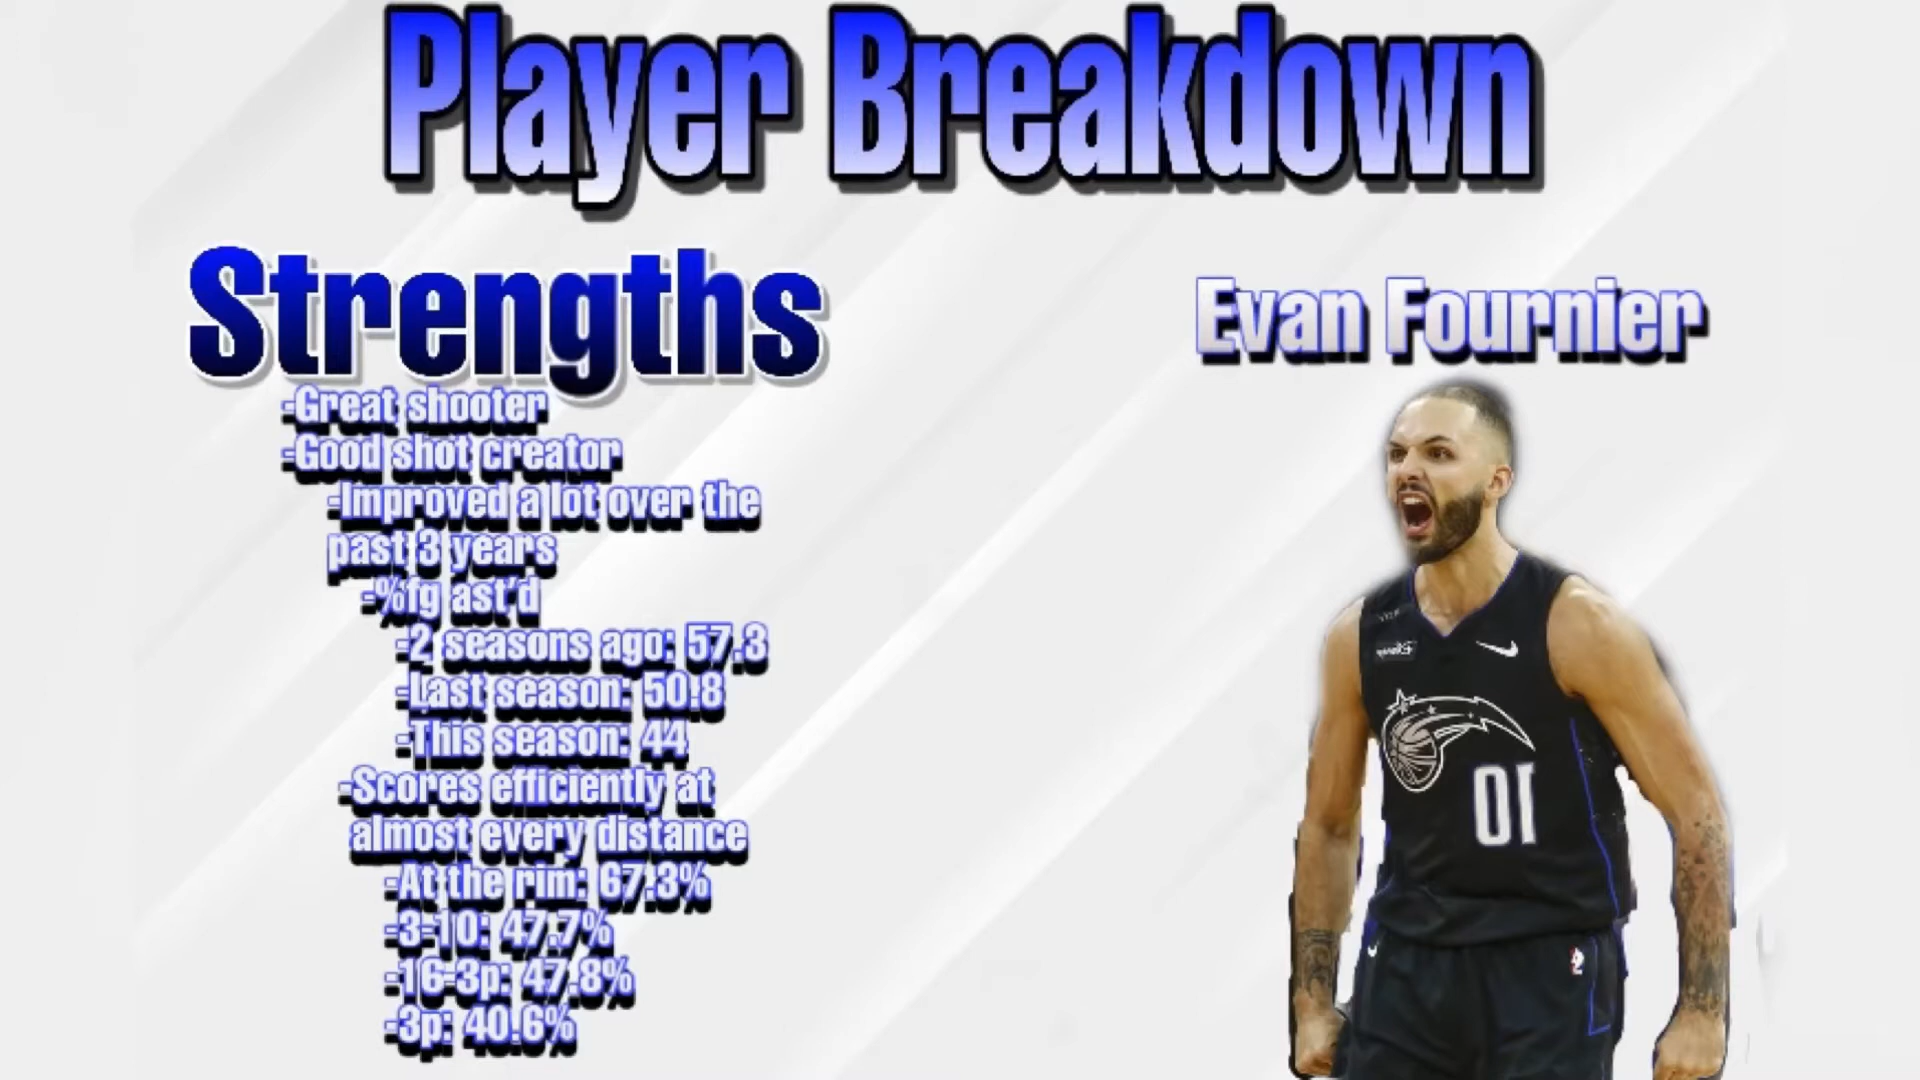 Player Breakdown
Strengths
-Great shooter
-Good shot creator
-Improved a lot over the
past 3 years
-%fg ast'd
-2 seasons ago: 57.3
-Last season: 50.8
-This season: 44
-Scores efficiently at
almost every distance
-At the rim: 67.3%
-3-10: 47.7%
-16-3p: 47.8%
-3p: 40.6%
Evan Fournier
10